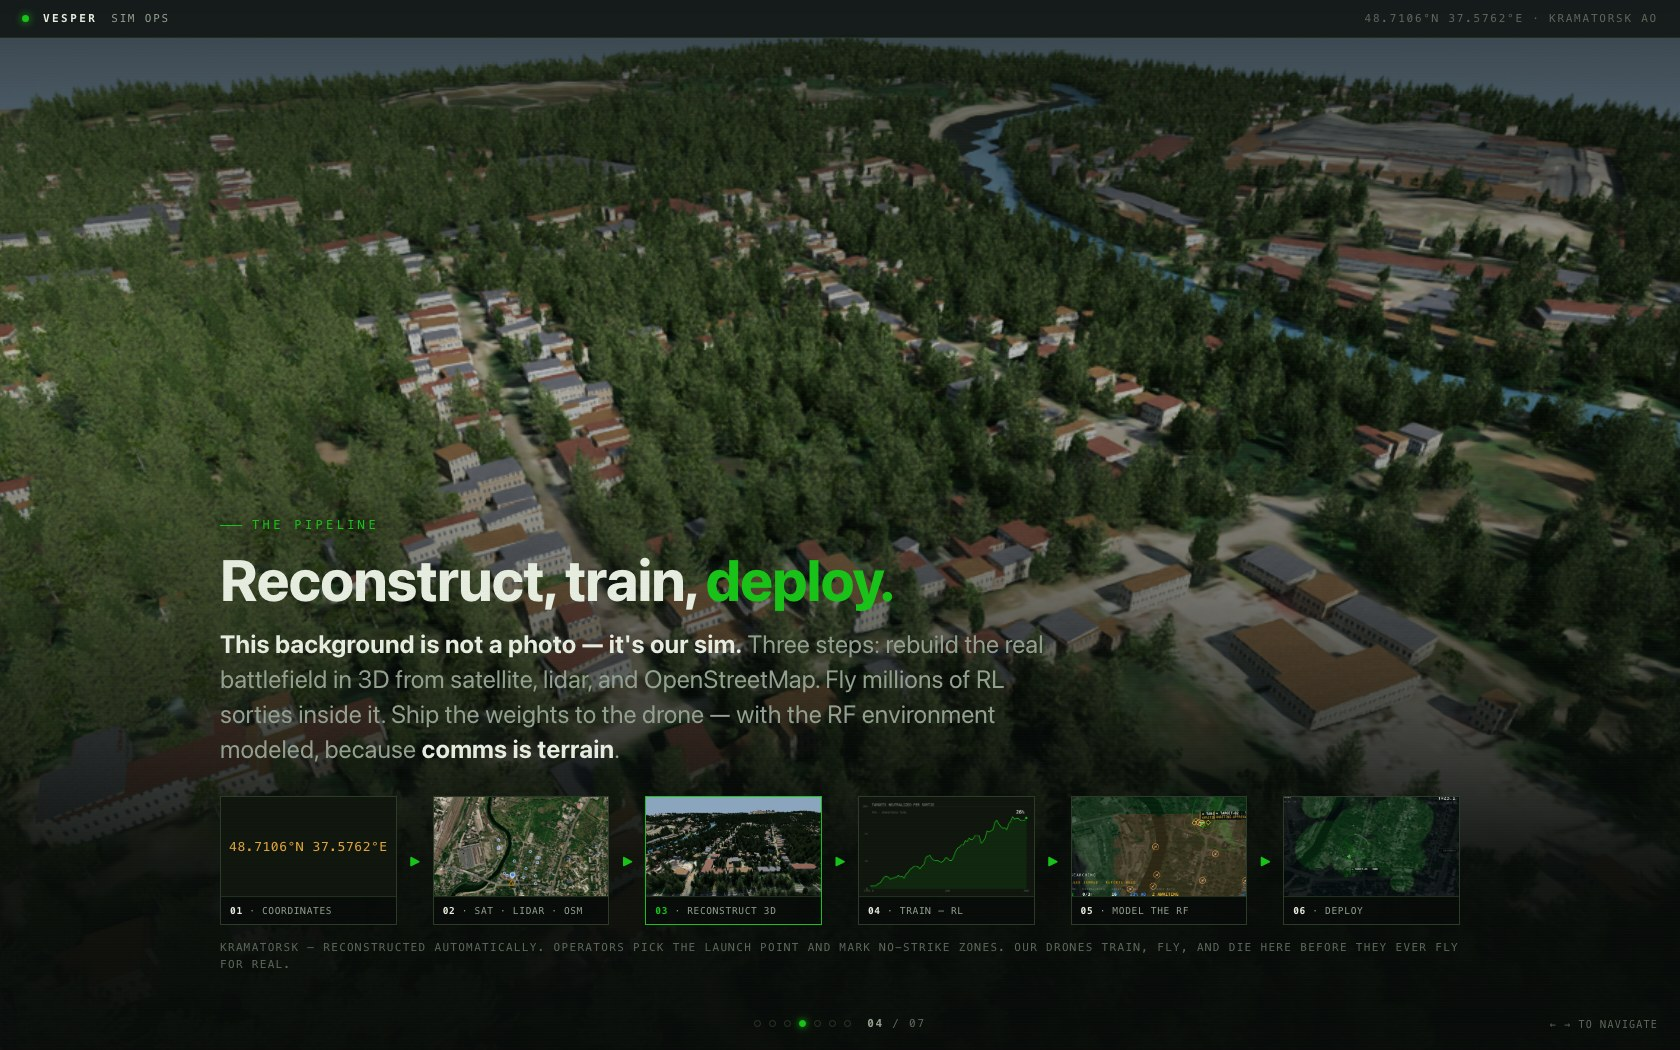 VESPER SIM OPS
48.7106°N 37.5762°E · KRAMATORSK AO
THE PIPELINE
Reconstruct, train, deploy.
This background is not a photo — it's our sim. Three steps: rebuild the real
battlefield in 3D from satellite, lidar, and OpenStreetMap. Fly millions of RL
sorties inside it. Ship the weights to the drone — with the RF environment
modeled, because comms is terrain.
48.7106°N 37.5762°E
TARGETS NEUTRALIZED PER SORTIE
26%
01 · COORDINATES
02 · SAT · LIDAR · OSM
03 · RECONSTRUCT 3D
04 · TRAIN — RL
05 · MODEL THE RF
06 · DEPLOY
KRAMATORSK — RECONSTRUCTED AUTOMATICALLY. OPERATORS PICK THE LAUNCH POINT AND MARK NO-STRIKE ZONES. OUR DRONES TRAIN, FLY, AND DIE HERE BEFORE THEY EVER FLY
FOR REAL.
04 / 07
← → TO NAVIGATE